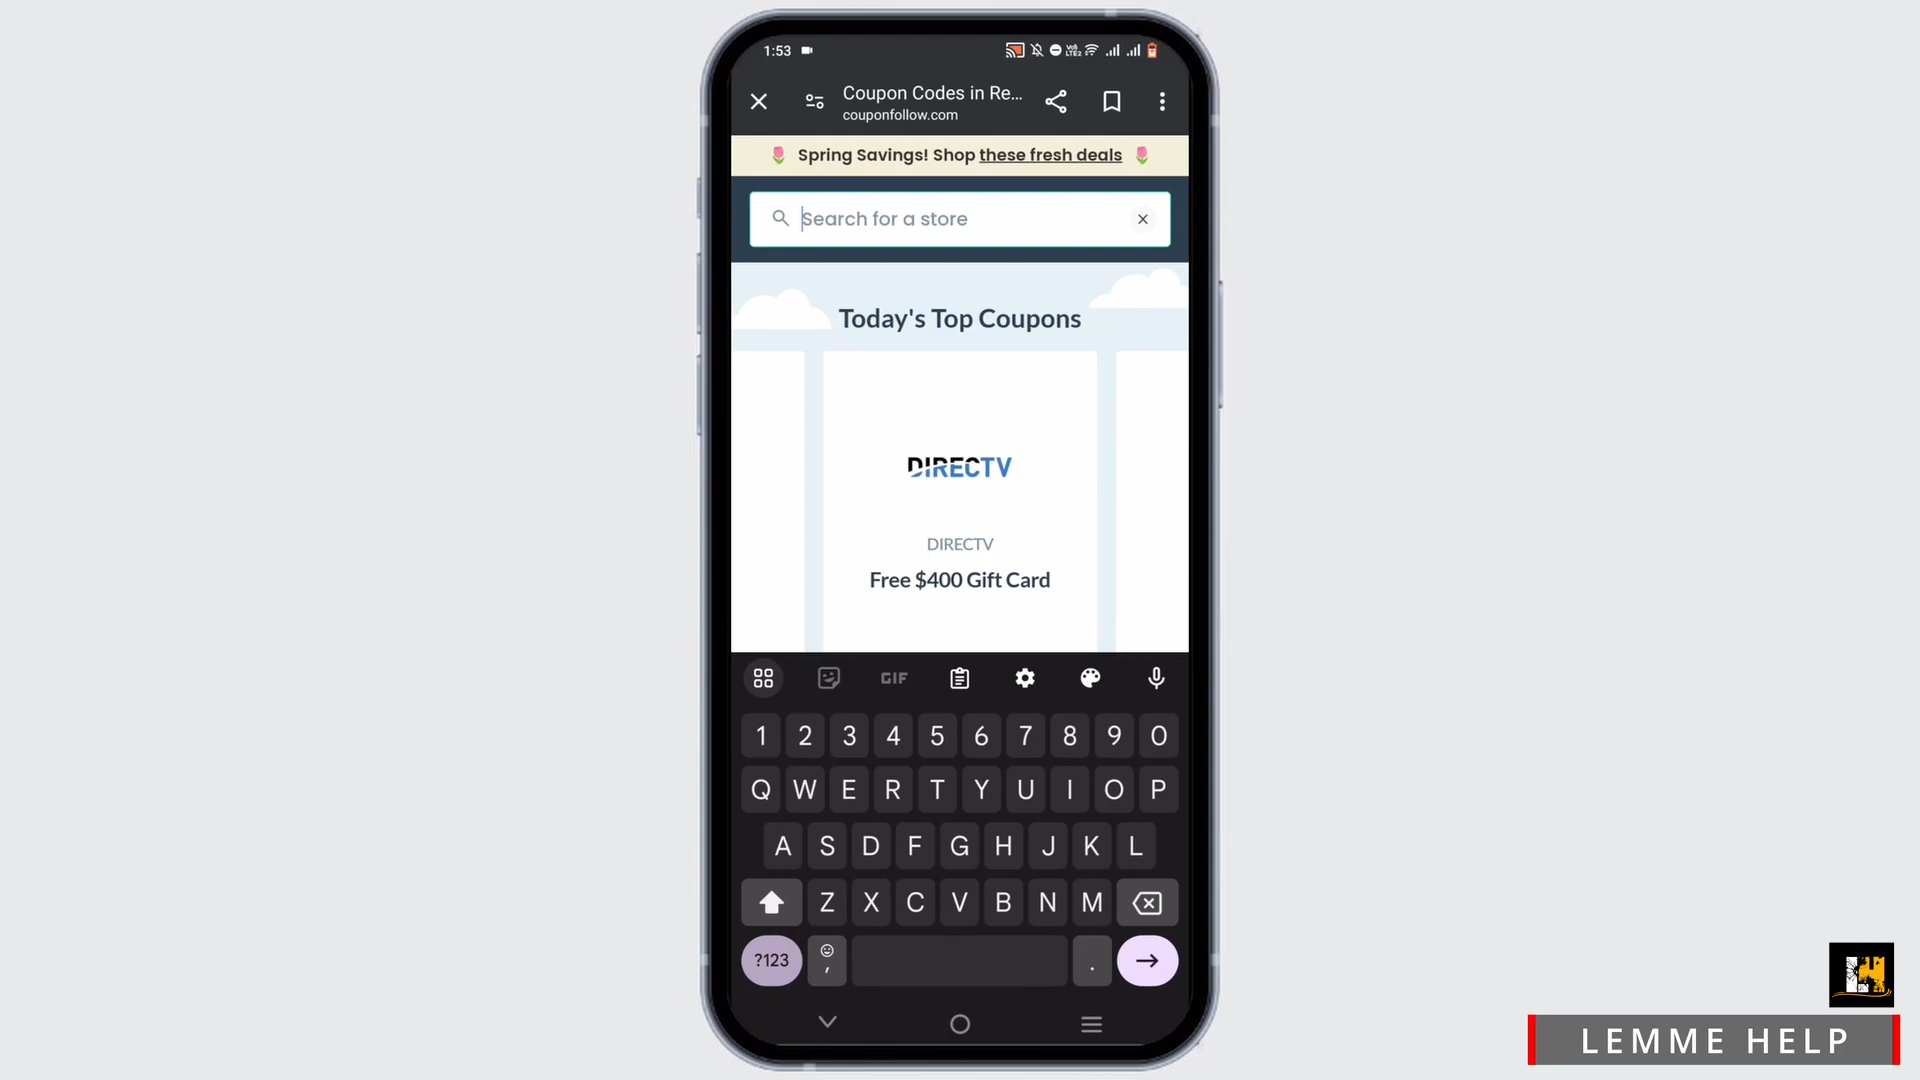 1:53
Coupon Codes in Re...
couponfollow.com
Spring Savings! Shop these fresh deals
Search for a store
Today's Top Coupons
DIRECTV
DIRECTV
Free $400 Gift Card
GIF
1 2 3 4 5 6 7 8 9 0
Q W E R T Y U I O P
A S D F G H J K L
Z X C V B N M
?123 , .
LEMME HELP